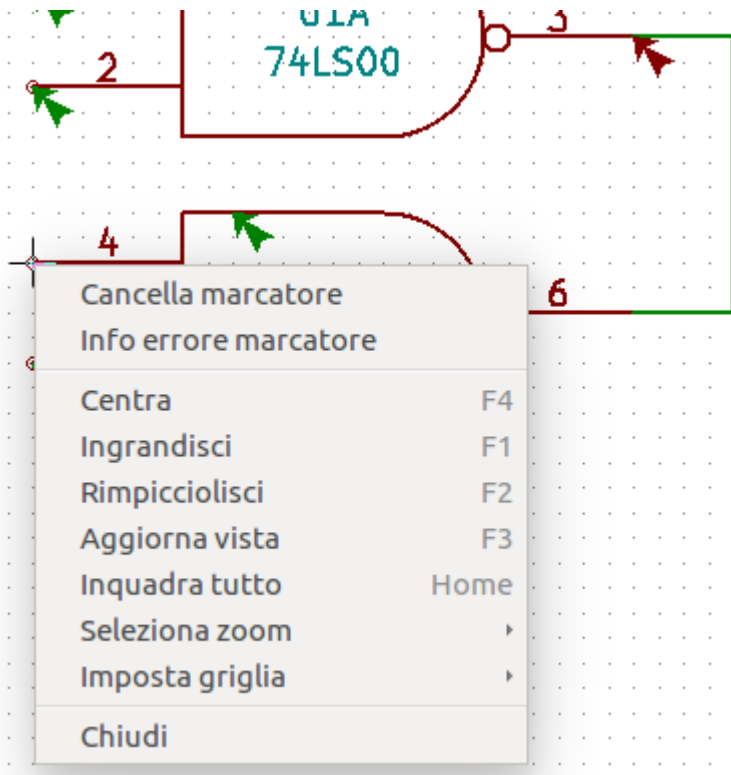 U1A
3
2
74LS00
4
Cancella marcatore
6
Info errore marcatore
Centra F4
Ingrandisci F1
Rimpicciolisci F2
Aggiorna vista F3
Inquadra tutto Home
Seleziona zoom
Imposta griglia
Chiudi